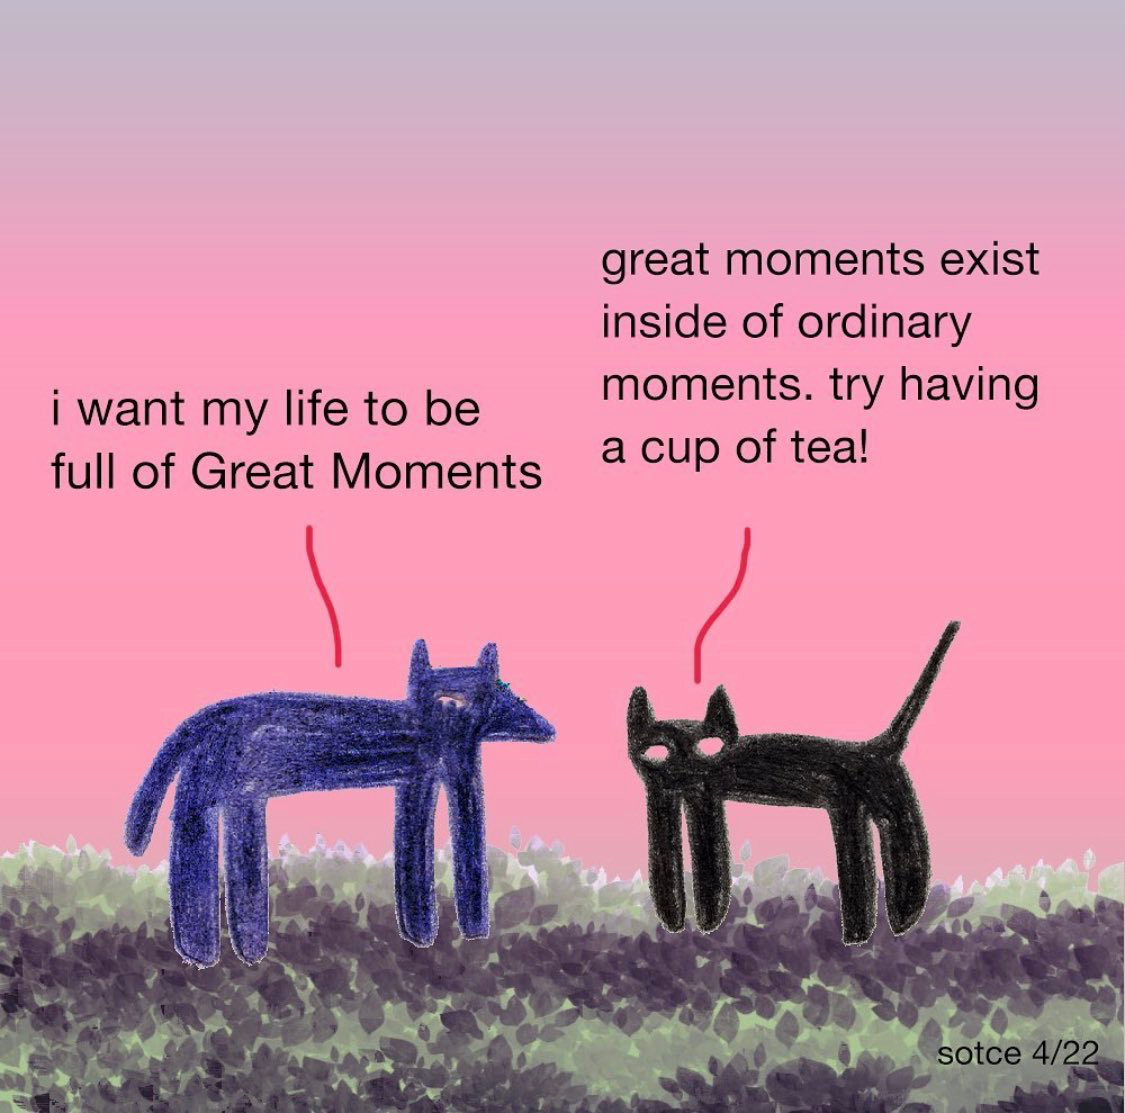 i want my life to be
full of Great Moments
great moments exist
inside of ordinary
moments. try having
a cup of tea!
sotce 4/22